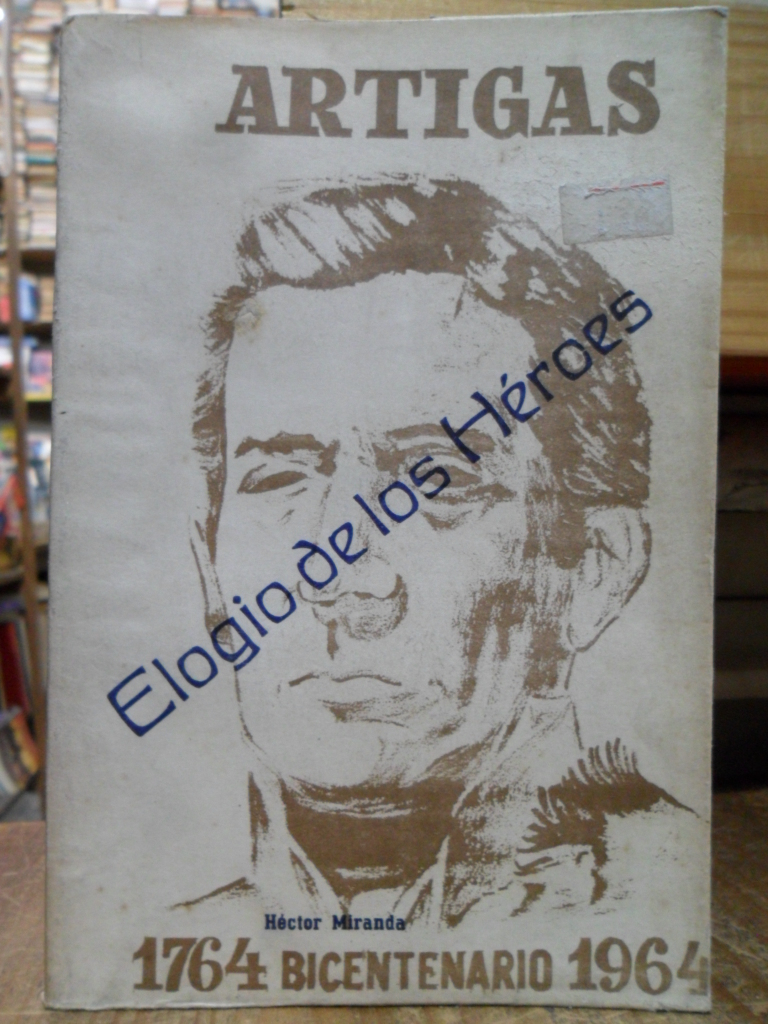 ARTIGAS
Elogio de los Héroes
Héctor Miranda
1764 BICENTENARIO 1964